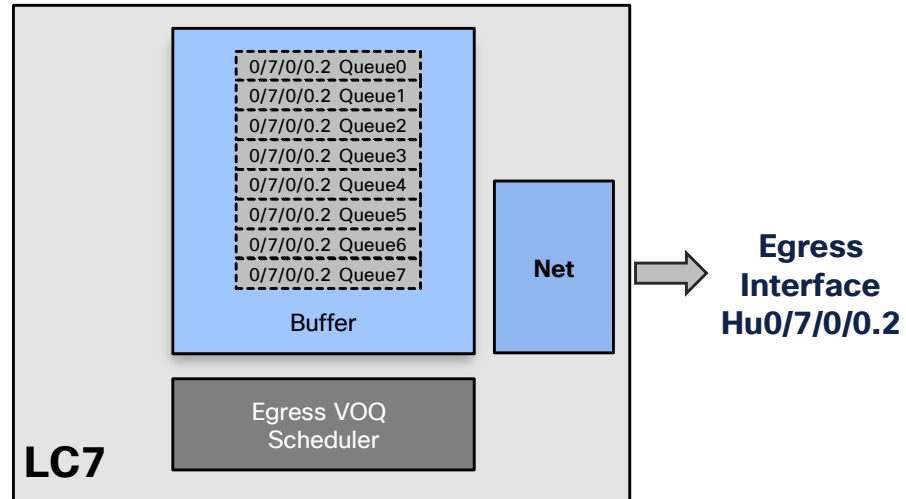 0/7/0/0.2 Queue0
0/7/0/0.2 Queue1
0/7/0/0.2 Queue2
0/7/0/0.2 Queue3
0/7/0/0.2 Queue4
0/7/0/0.2 Queue5
0/7/0/0.2 Queue6
0/7/0/0.2 Queue7
Buffer
Net
Egress
Interface
Hu0/7/0/0.2
Egress VOQ
Scheduler
LC7